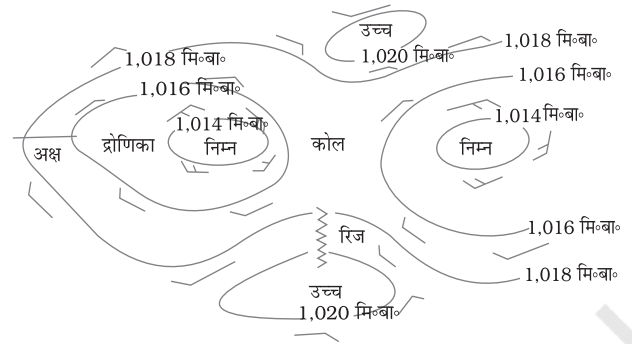 उच्च
1,020 मि॰बा॰
1,018 मि॰बा॰
1,018 मि॰बा॰
1,016 मि॰बा॰
1,016 मि॰बा॰
1,014 मि॰बा॰
1,014मि॰बा॰
अक्ष
द्रोणिका
निम्न
कोल
निम्न
1,016 मि॰बा॰
रिज
1,018 मि॰बा॰
उच्च
1,020 मि॰बा॰